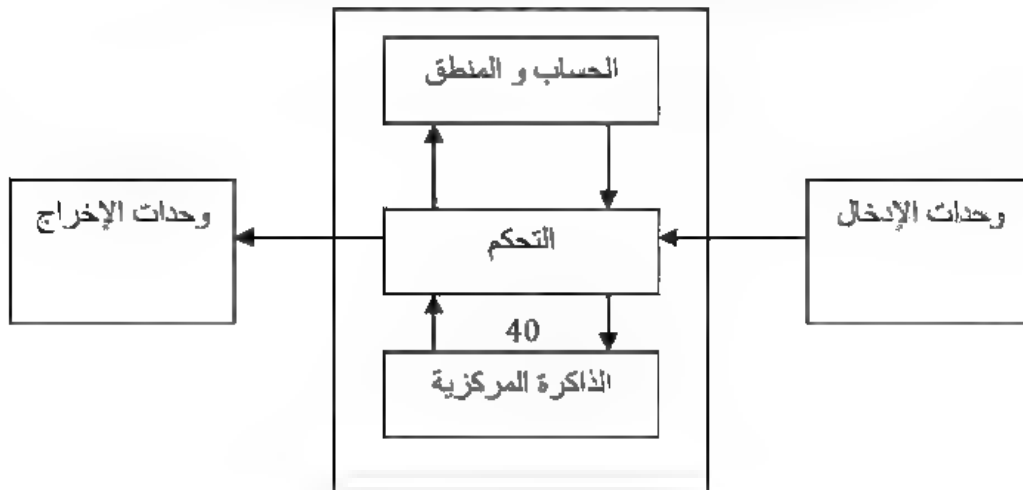 الحساب و المنطق
وحدات الإدخال
التحكم
وحدات الإخراج
40
الذاكرة المركزية